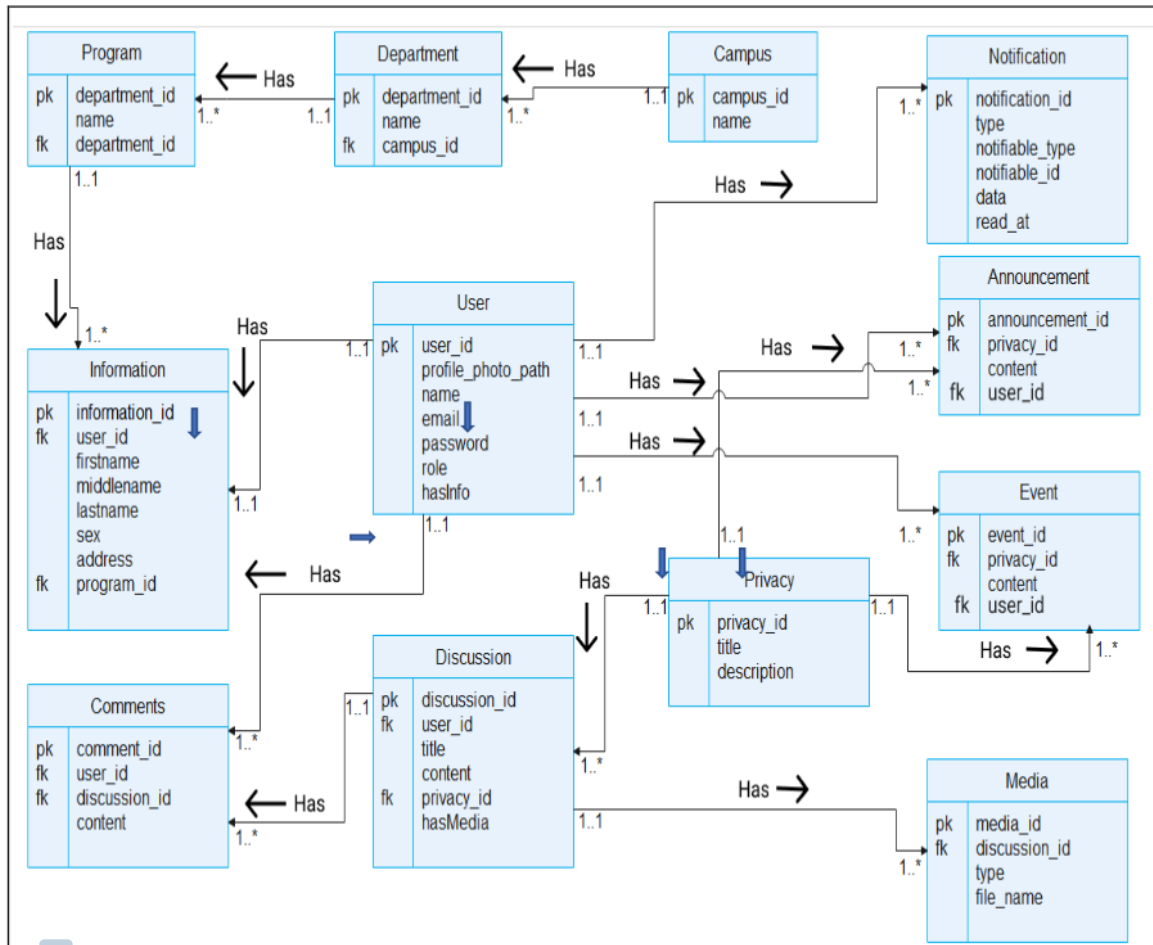 Program
pk department_id
name
fk department_id
Has
1..*
1..1
Department
pk department_id
name
fk campus_id
Has
1..*
1..1
Campus
pk campus_id
name
Notification
pk notification_id
type
notifiable_type
notifiable_id
data
read_at
1..*
Has
1..1
Has
1..*
Information
pk information_id
fk user_id
firstname
middlename
lastname
sex
address
fk program_id
Has
1..1
1..1
User
pk user_id
profile_photo_path
name
email
password
role
hasInfo
1..1
1..1
1..1
1..1
Has
Has
Has
Announcement
pk announcement_id
fk privacy_id
content
fk user_id
1..*
1..*
Event
pk event_id
fk privacy_id
content
fk user_id
1..*
1..*
Has
Has
1..1
Privacy
pk privacy_id
title
description
1..1
1..1
Has
Has
1..*
Discussion
pk discussion_id
fk user_id
title
content
fk privacy_id
hasMedia
1..1
1..1
Comments
pk comment_id
fk user_id
fk discussion_id
content
1..*
1..*
Has
Has
Media
pk media_id
fk discussion_id
type
file_name
1..*